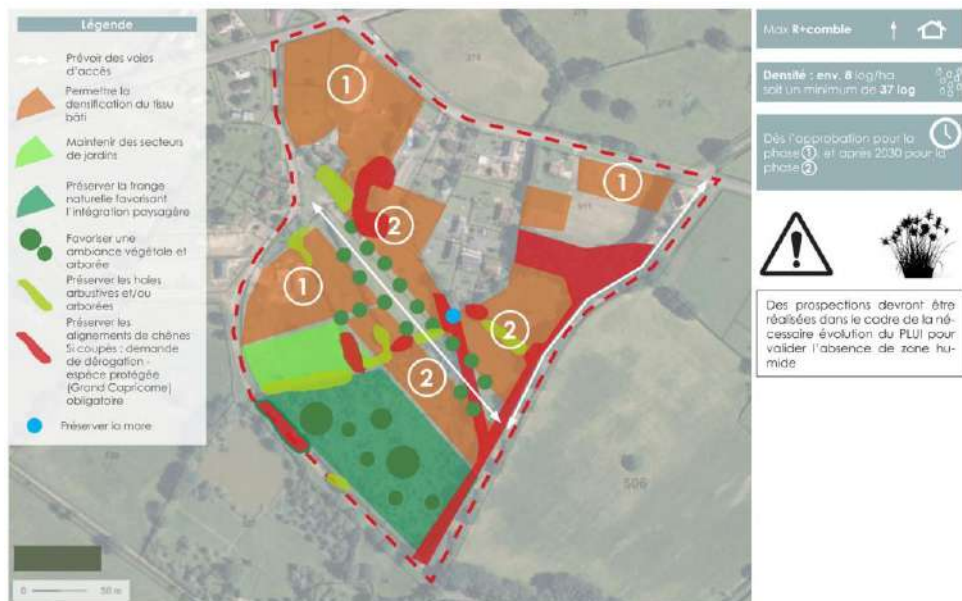 Légende
Prévoir des voies
d'accès
Permettre la
densification du tissu
bâti
Maintenir des secteurs
de jardins
Préserver la frange
naturelle favorisant
l'intégration paysagère
Favoriser une
ambiance végétale et
arborée
Préserver les haies
arbustives et/ou
arborées
Préserver les
alignements de chênes
Si coupés : demande
de dérogation -
espèce protégée
(Grand Capricorne)
obligatoire
Préserver la mare
0 50 m
1
1
2
1
2
2
506
Max R+comble
Densité : env. 8 log/ha
soit un minimum de 37 log
Dès l'approbation pour la
phase 1, et après 2030 pour la
phase 2
Des prospections devront être
réalisées dans le cadre de la né-
cessaire évolution du PLUi pour
valider l'absence de zone hu-
mide